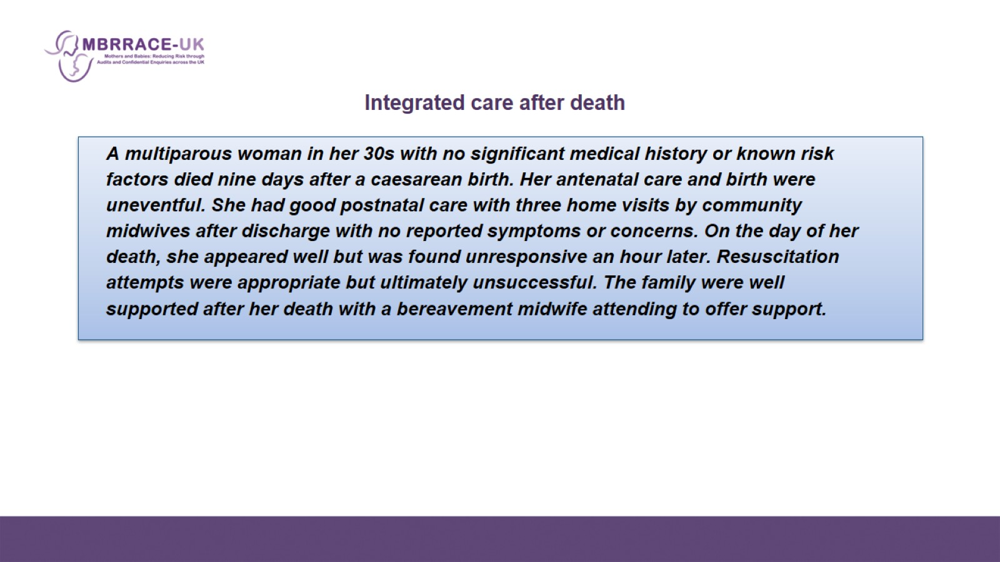 MBRRACE-UK
Mothers and Babies: Reducing Risk through
Audits and Confidential Enquiries across the UK
Integrated care after death
A multiparous woman in her 30s with no significant medical history or known risk
factors died nine days after a caesarean birth. Her antenatal care and birth were
uneventful. She had good postnatal care with three home visits by community
midwives after discharge with no reported symptoms or concerns. On the day of her
death, she appeared well but was found unresponsive an hour later. Resuscitation
attempts were appropriate but ultimately unsuccessful. The family were well
supported after her death with a bereavement midwife attending to offer support.